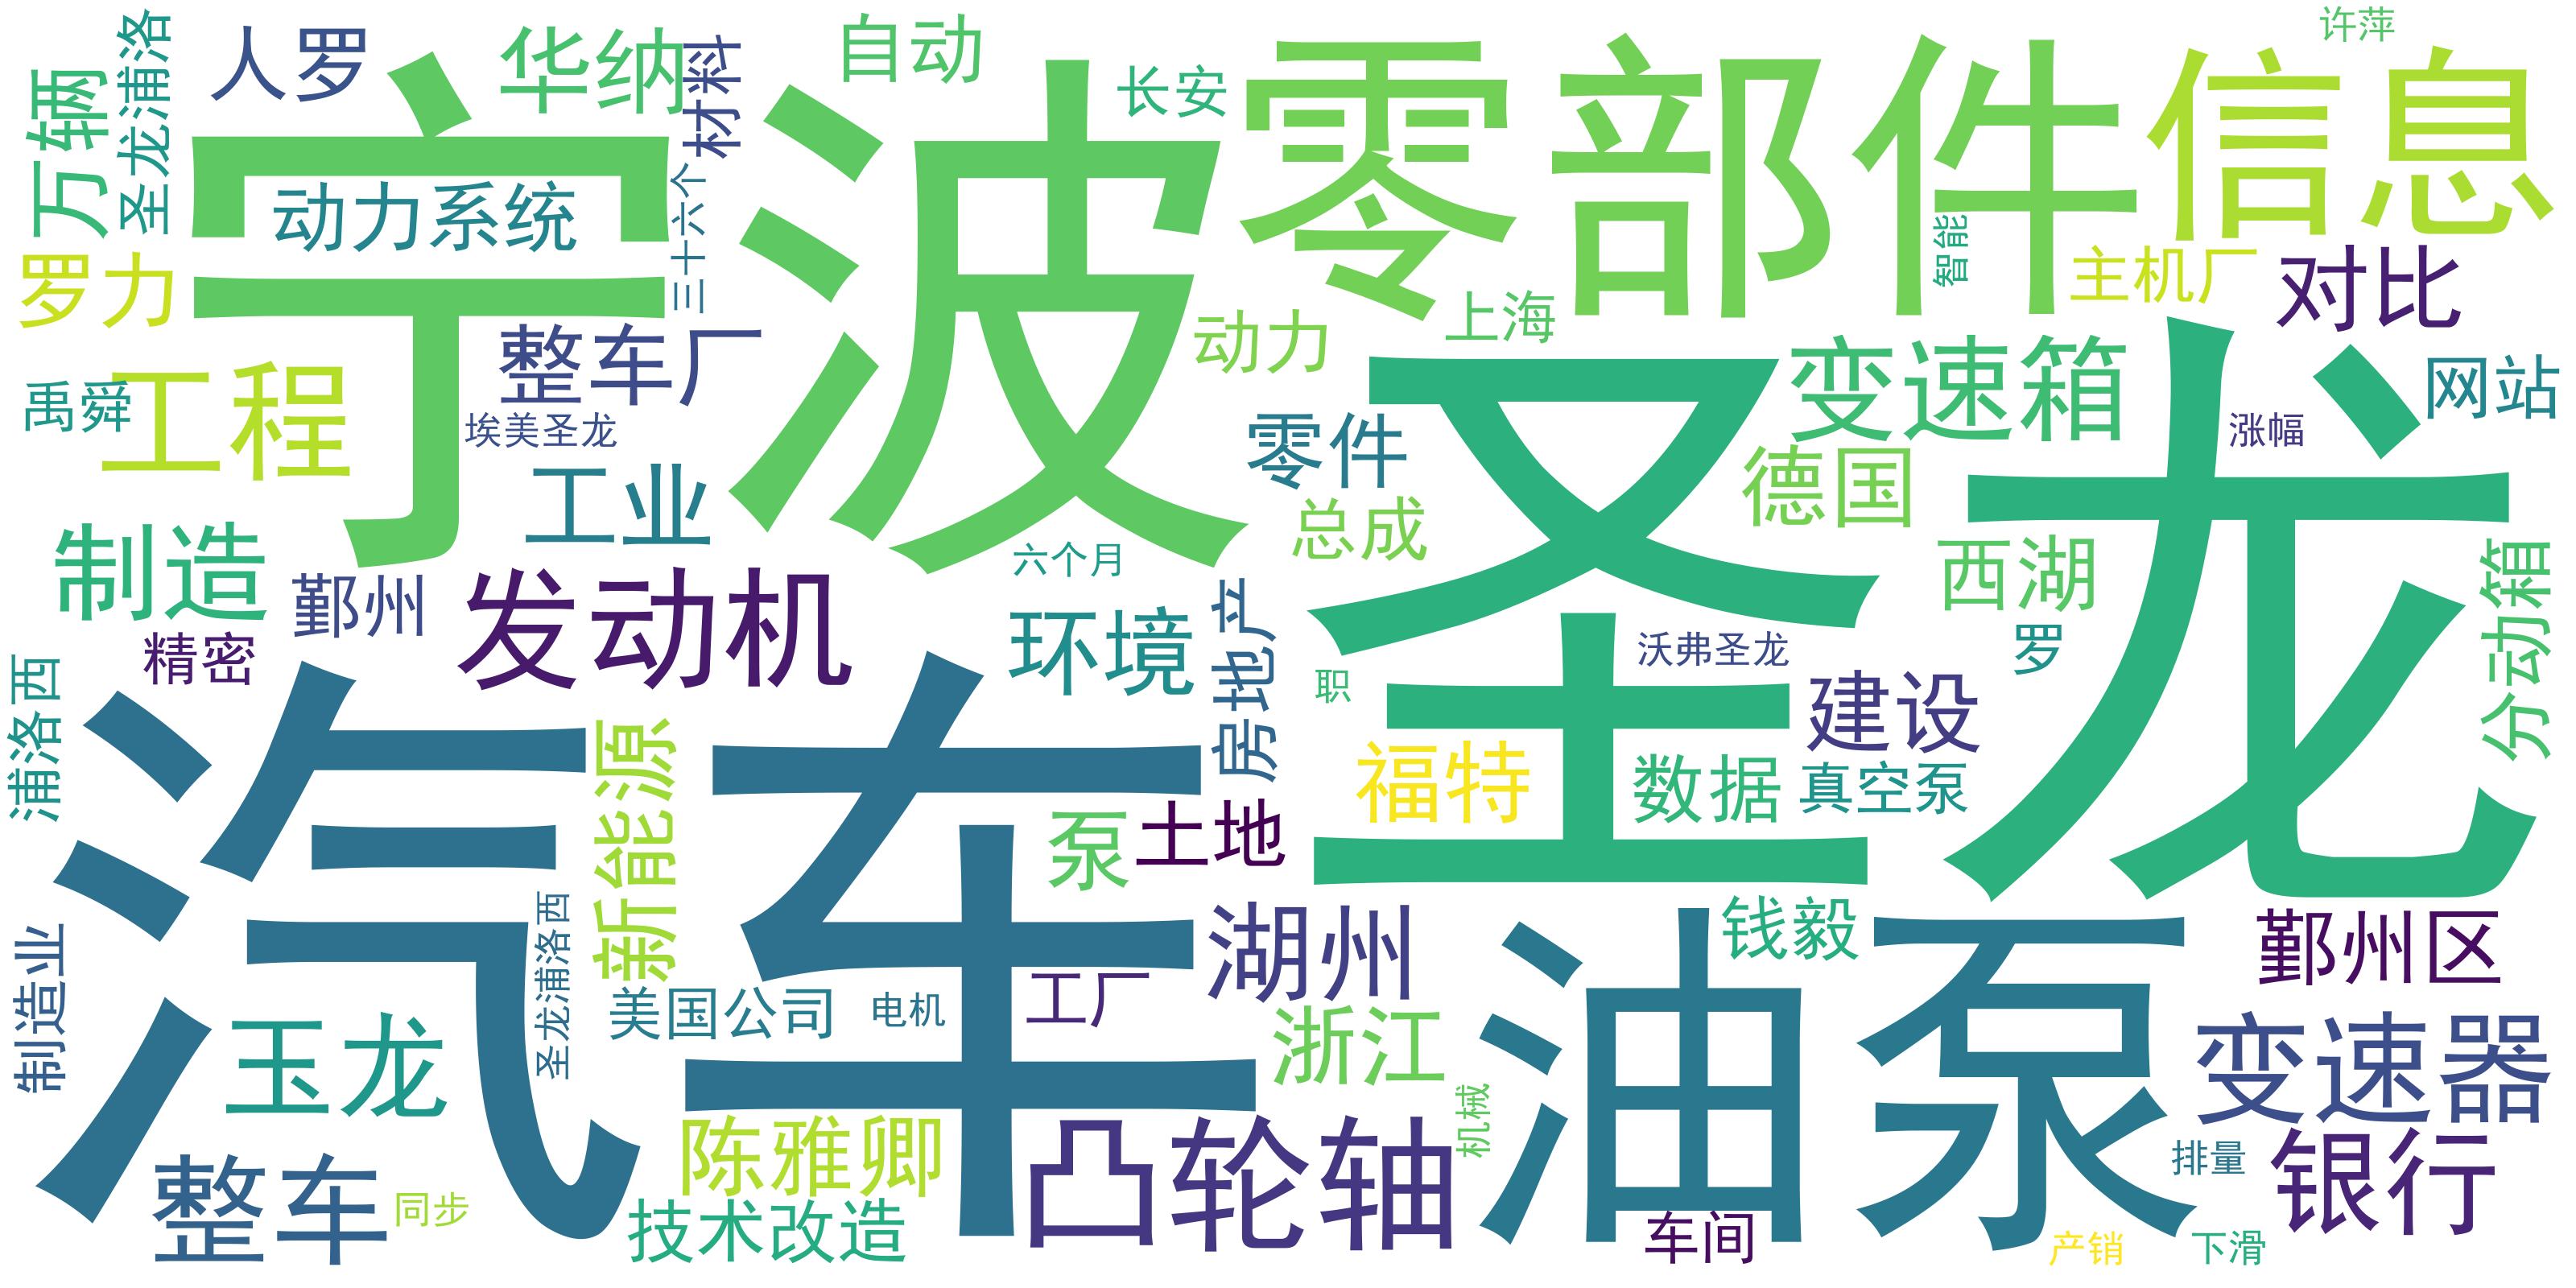 宁波
圣龙
汽车
零部件
油泵
信息
人罗
华纳
材料
自动
长安
许萍
万辆
圣龙浦洛
动力系统
三十六个
智能
主机厂
对比
罗力
工程
禹舜
整车厂
埃美圣龙
动力
上海
变速箱
网站
涨幅
零件
德国
工业
总成
制造
鄞州
发动机
六个月
西湖
分动箱
精密
环境
房地产
沃弗圣龙
罗
职
建设
浦洛西
新能源
福特
数据
真空泵
泵
土地
制造业
圣龙浦洛西
湖州
钱毅
鄞州区
玉龙
美国公司
电机
工厂
浙江
变速器
整车
同步
陈雅卿
凸轮轴
机械
排量
银行
技术改造
车间
产销
下滑